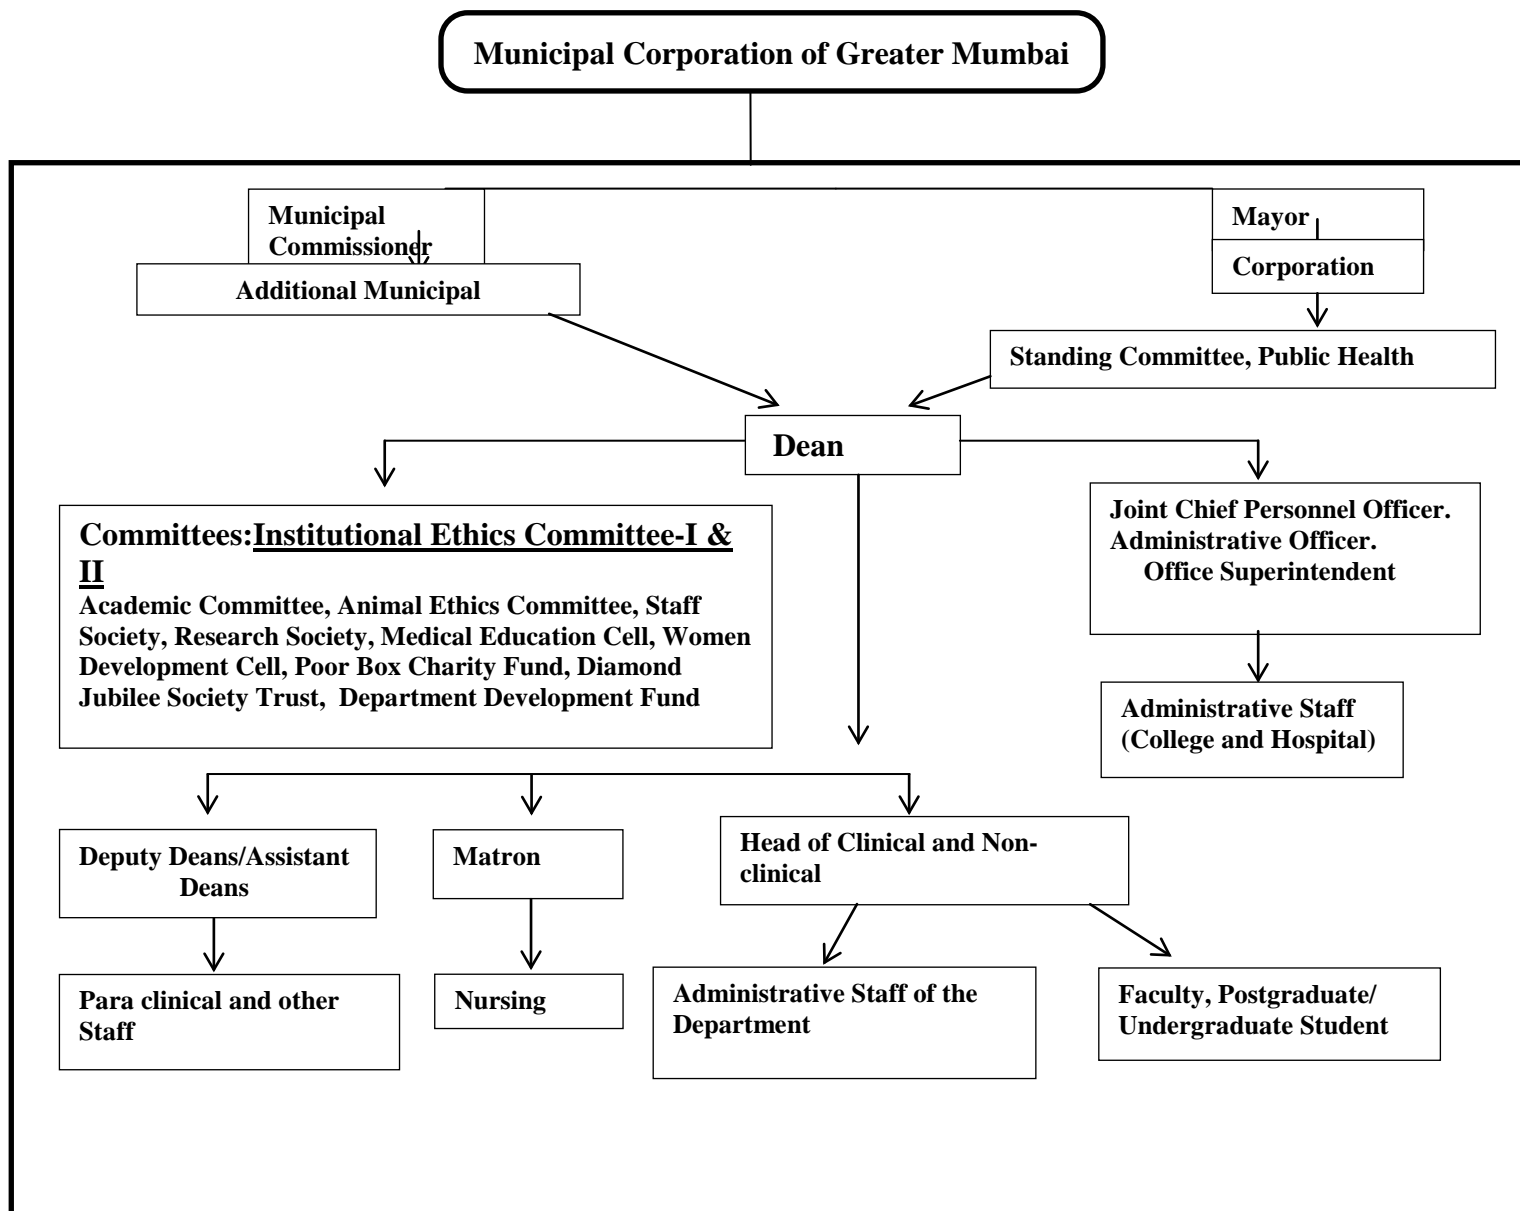 Municipal Corporation of Greater Mumbai
Municipal
Commissioner
Mayor
Additional Municipal
Corporation
Standing Committee, Public Health
Dean
Committees:Institutional Ethics Committee-I &
II
Academic Committee, Animal Ethics Committee, Staff
Society, Research Society, Medical Education Cell, Women
Development Cell, Poor Box Charity Fund, Diamond
Jubilee Society Trust,  Department Development Fund
Joint Chief Personnel Officer.
Administrative Officer.
Office Superintendent
Administrative Staff
(College and Hospital)
Deputy Deans/Assistant
Deans
Matron
Head of Clinical and Non-
clinical
Para clinical and other
Staff
Nursing
Administrative Staff of the
Department
Faculty, Postgraduate/
Undergraduate Student